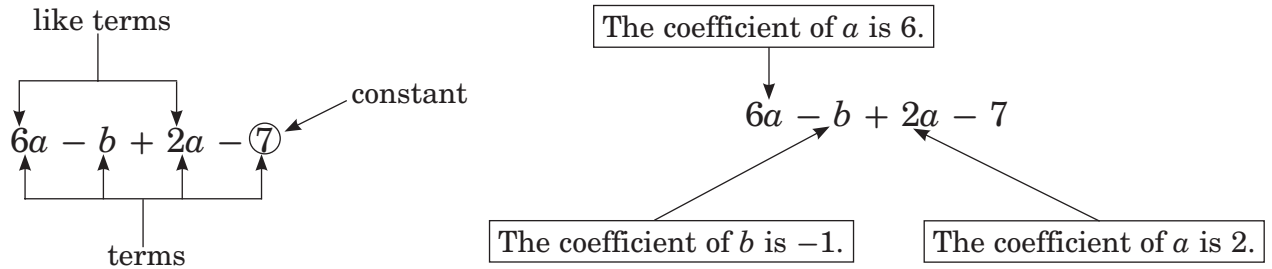 like terms
6a − b + 2a − 7
constant
terms
The coefficient of a is 6.
6a − b + 2a − 7
The coefficient of b is −1.
The coefficient of a is 2.